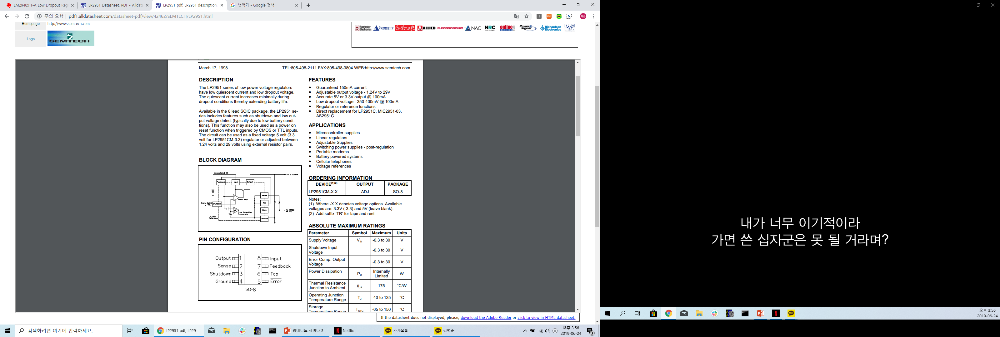 LM2940x 1-A Low Dropout Reg
LP2951 Datasheet, PDF - Alldata
LP2951 pdf, LP2951 description
번역기 - Google 검색
주의 요함
pdf1.alldatasheet.com/datasheet-pdf/view/42462/SEMTECH/LP2951.html
Homepage
http://www.semtech.com
Logo
SEMTECH
Rochester Electronics
Symmetry
Coilcraft
ALLIED
ELECTROSONIC
NAC
NRC ELECTRONICS
online components
Power & Signal
Richardson Electronics
TME
March 17, 1998
TEL:805-498-2111 FAX:805-498-3804 WEB:http://www.semtech.com
DESCRIPTION
The LP2951 series of low power voltage regulators
have low quiescent current and low dropout voltage.
The quiescent current increases minimally during
dropout conditions thereby extending battery life.
Available in the 8 lead SOIC package, the LP2951 se-
ries includes features such as shutdown and low out-
put voltage detect (typically due to low battery condi-
tions). This function may also be used as a power on
reset function when triggered by CMOS or TTL inputs.
The circuit can be used as a fixed voltage 5 volt (3.3
volt for LP2951CM-3.3) regulator or adjusted between
1.24 volts and 29 volts using external resistor pairs.
BLOCK DIAGRAM
Unregulated DC
5V @ 150mA
Feedback
Input
Output
Sense
Error Amp
Tap
From CMOS
or TTL
Shutdown
Error
To CMOS
or TTL
Error Detection
Comparator
1.235V
Reference
Ground
PIN CONFIGURATION
Output 1 8 Input
Sense 2 7 Feedback
Shutdown 3 6 Tap
Ground 4 5 Error
SO-8
FEATURES
● Guaranteed 150mA current
● Adjustable output voltage - 1.24V to 29V
● Accurate 5V or 3.3V output @ 100mA
● Low dropout voltage - 350-400mV @ 100mA
● Regulator or reference functions
● Direct replacement for LP2951C, MIC2951-03,
AS2951C
APPLICATIONS
● Microcontroller supplies
● Linear regulators
● Adjustable Supplies
● Switching power supplies - post-regulation
● Portable modems
● Battery powered systems
● Cellular telephones
● Voltage references
ORDERING INFORMATION
DEVICE(1)(2) OUTPUT PACKAGE
LP2951CM-X.X ADJ SO-8
Notes:
(1) Where -X.X denotes voltage options. Available
voltages are: 3.3V (-3.3) and 5V (leave blank).
(2) Add suffix ‘TR’ for tape and reel.
ABSOLUTE MAXIMUM RATINGS
Parameter Symbol Maximum Units
Supply Voltage VIN -0.3 to 30 V
Shutdown Input
Voltage -0.3 to 30 V
Error Comp. Output
Voltage -0.3 to 30 V
Power Dissipation PD Internally
Limited W
Thermal Resistance
Junction to Ambient θJA 175 °C/W
Operating Junction
Temperature Range TJ -40 to 125 °C
Storage
Temperature Range TSTG -65 to 150 °C
If the datasheet does not displayed, please, download the Adobe Reader or click to view in HTML datasheet.
검색하려면 여기에 입력하세요.
LP2951 pdf, LP29...
임베디드 세미나 3...
Netflix
카카오톡
김범준
오후 3:56
2019-06-24
3
내가 너무 이기적이라
가면 쓴 십자군은 못 될 거라며?
오후 3:56
2019-06-24